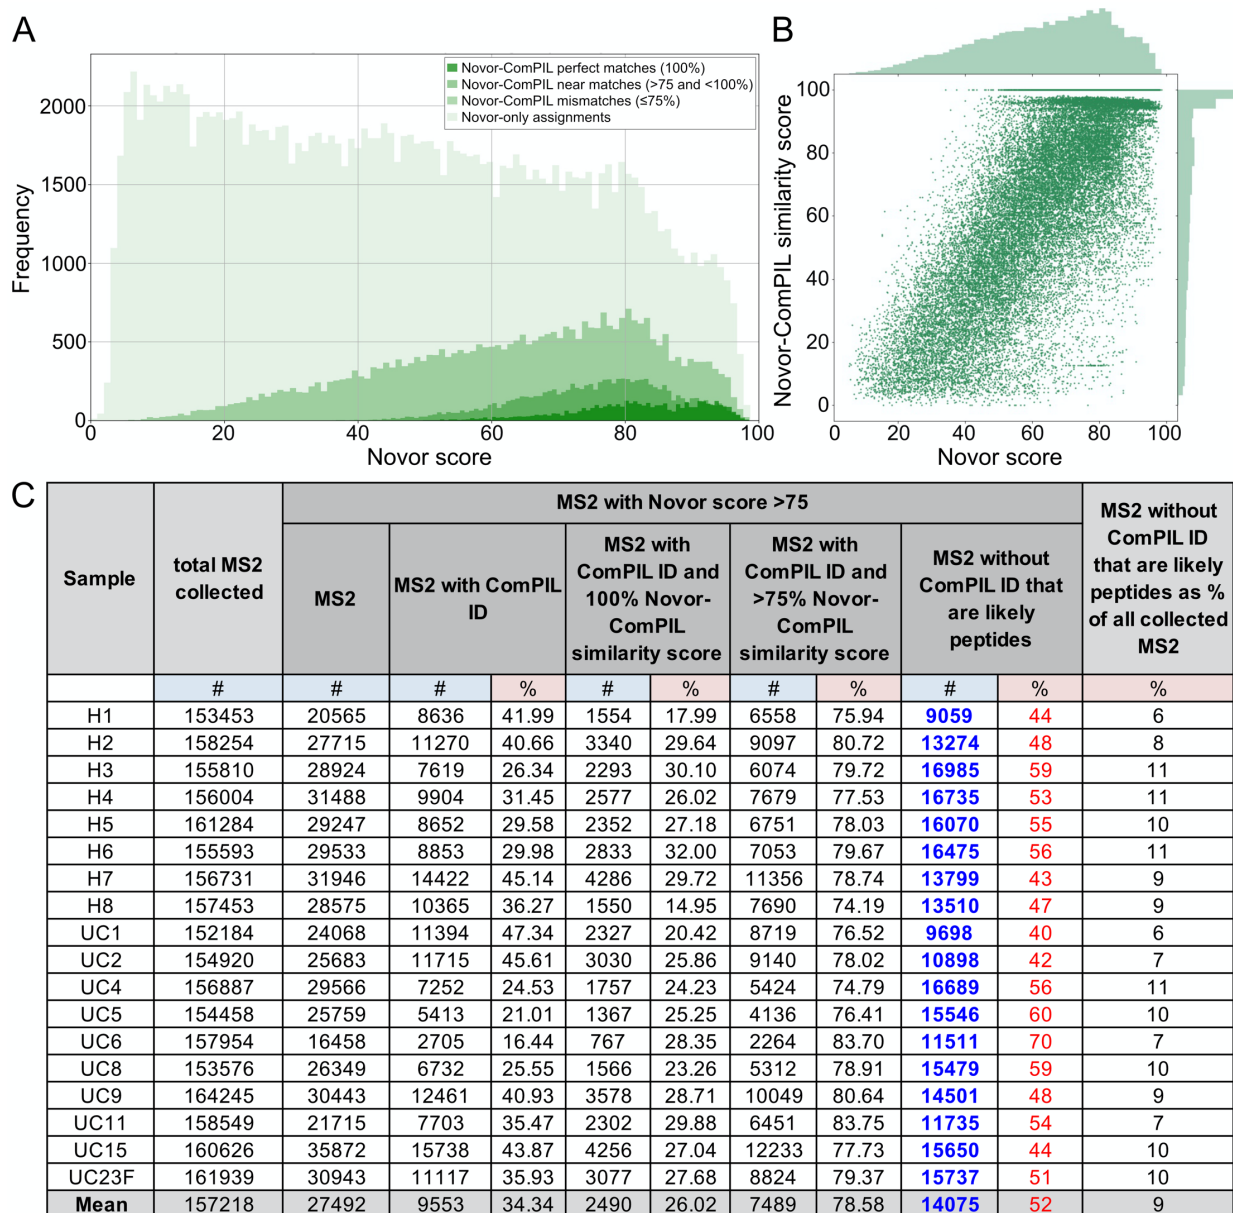 A
Novor-ComPIL perfect matches (100%)
Novor-ComPIL near matches (>75 and <100%)
Novor-ComPIL mismatches (≤75%)
Novor-only assignments
Frequency
2000
1500
1000
500
0
0 20 40 60 80 100
Novor score
B
Novor-ComPIL similarity score
100
80
60
40
20
0
0 20 40 60 80 100
Novor score
C
Sample
total MS2
collected
MS2 with Novor score >75
MS2
MS2 with ComPIL
ID
MS2 with
ComPIL ID and
100% Novor-
ComPIL
similarity score
MS2 with
ComPIL ID and
>75% Novor-
ComPIL
similarity score
MS2 without
ComPIL ID that
are likely
peptides
MS2 without
ComPIL ID
that are likely
peptides as %
of all collected
MS2
# # # % # % # % # % %
H1 153453 20565 8636 41.99 1554 17.99 6558 75.94 9059 44 6
H2 158254 27715 11270 40.66 3340 29.64 9097 80.72 13274 48 8
H3 155810 28924 7619 26.34 2293 30.10 6074 79.72 16985 59 11
H4 156004 31488 9904 31.45 2577 26.02 7679 77.53 16735 53 11
H5 161284 29247 8652 29.58 2352 27.18 6751 78.03 16070 55 10
H6 155593 29533 8853 29.98 2833 32.00 7053 79.67 16475 56 11
H7 156731 31946 14422 45.14 4286 29.72 11356 78.74 13799 43 9
H8 157453 28575 10365 36.27 1550 14.95 7690 74.19 13510 47 9
UC1 152184 24068 11394 47.34 2327 20.42 8719 76.52 9698 40 6
UC2 154920 25683 11715 45.61 3030 25.86 9140 78.02 10898 42 7
UC4 156887 29566 7252 24.53 1757 24.23 5424 74.79 16689 56 11
UC5 154458 25759 5413 21.01 1367 25.25 4136 76.41 15546 60 10
UC6 157954 16458 2705 16.44 767 28.35 2264 83.70 11511 70 7
UC8 153576 26349 6732 25.55 1566 23.26 5312 78.91 15479 59 10
UC9 164245 30443 12461 40.93 3578 28.71 10049 80.64 14501 48 9
UC11 158549 21715 7703 35.47 2302 29.88 6451 83.75 11735 54 7
UC15 160626 35872 15738 43.87 4256 27.04 12233 77.73 15650 44 10
UC23F 161939 30943 11117 35.93 3077 27.68 8824 79.37 15737 51 10
Mean 157218 27492 9553 34.34 2490 26.02 7489 78.58 14075 52 9